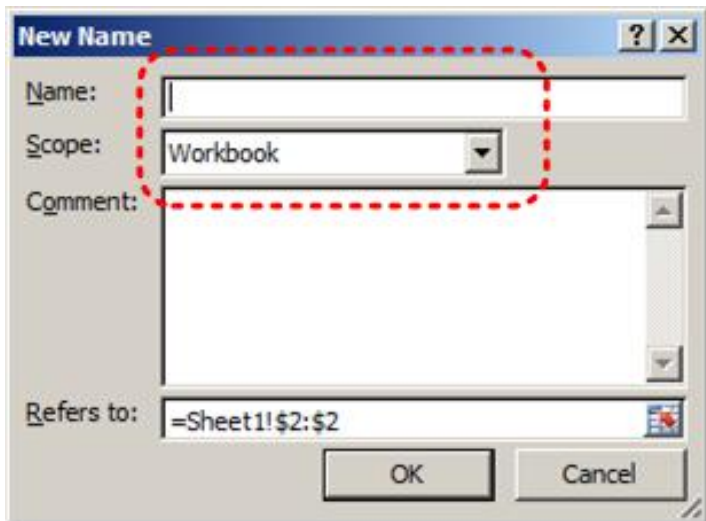 New Name
Name:
Scope: Workbook
Comment:
Refers to: =Sheet1!$2:$2
OK Cancel